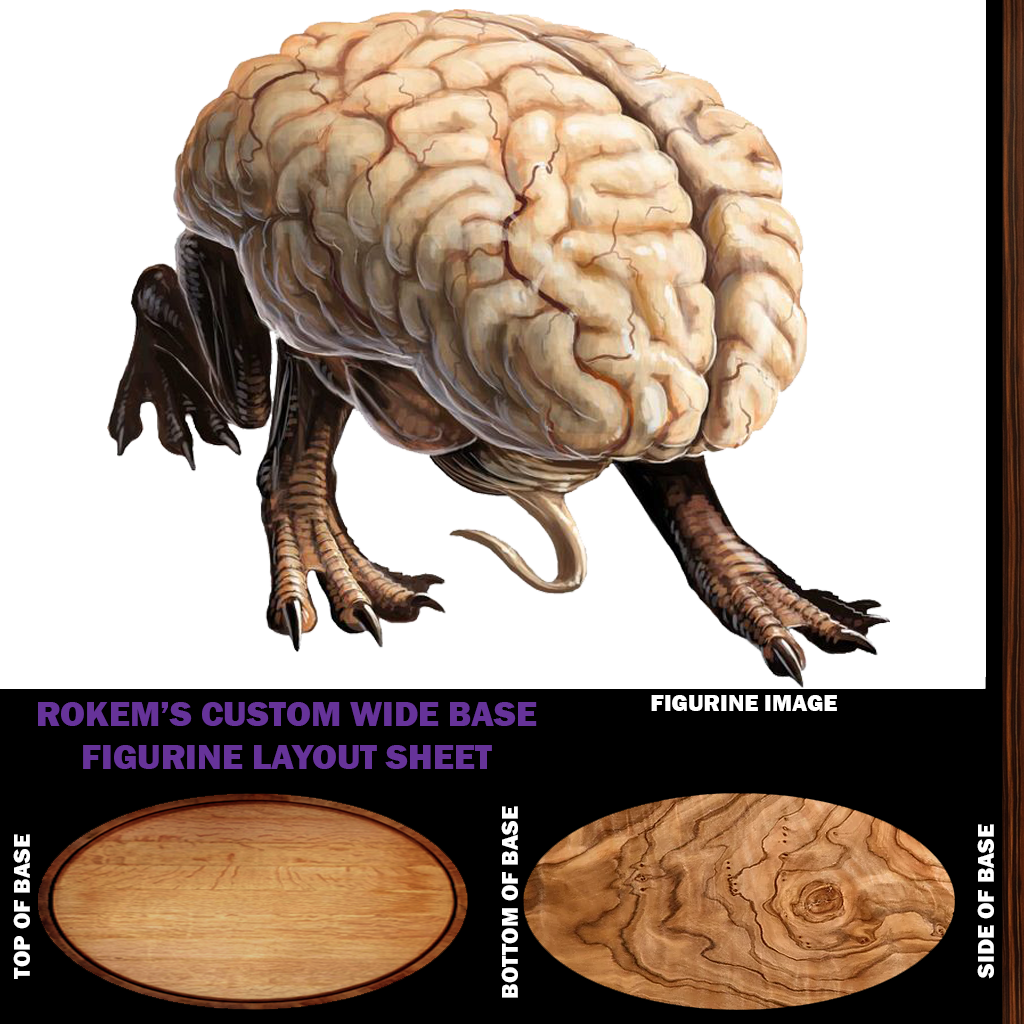 FIGURINE IMAGE
ROKEM'S CUSTOM WIDE BASE
FIGURINE LAYOUT SHEET
TOP OF BASE
BOTTOM OF BASE
SIDE OF BASE